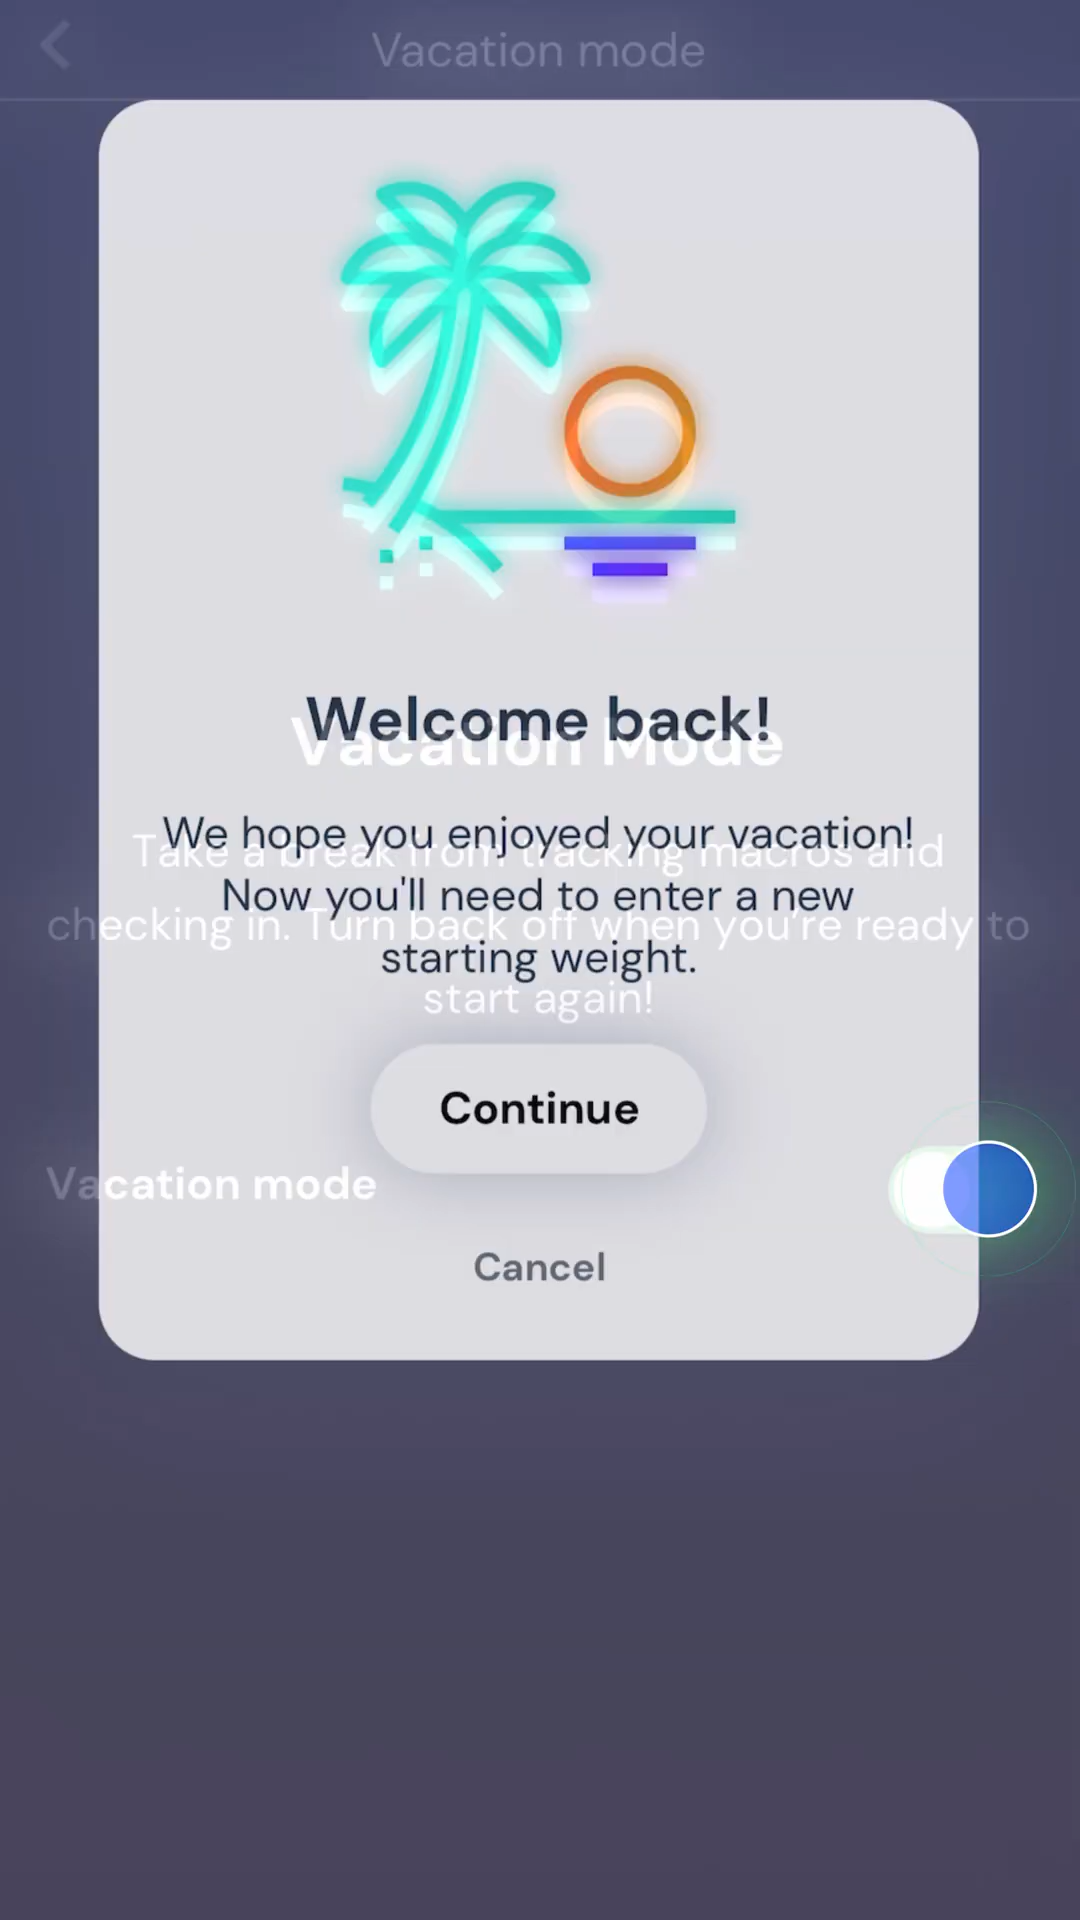 Vacation mode
Welcome back!
Vacation Mode
We hope you enjoyed your vacation!
Take a break from tracking macros and
Now you'll need to enter a new
checking in. Turn back off when you're ready to
starting weight.
start again!
Continue
Vacation mode
Cancel